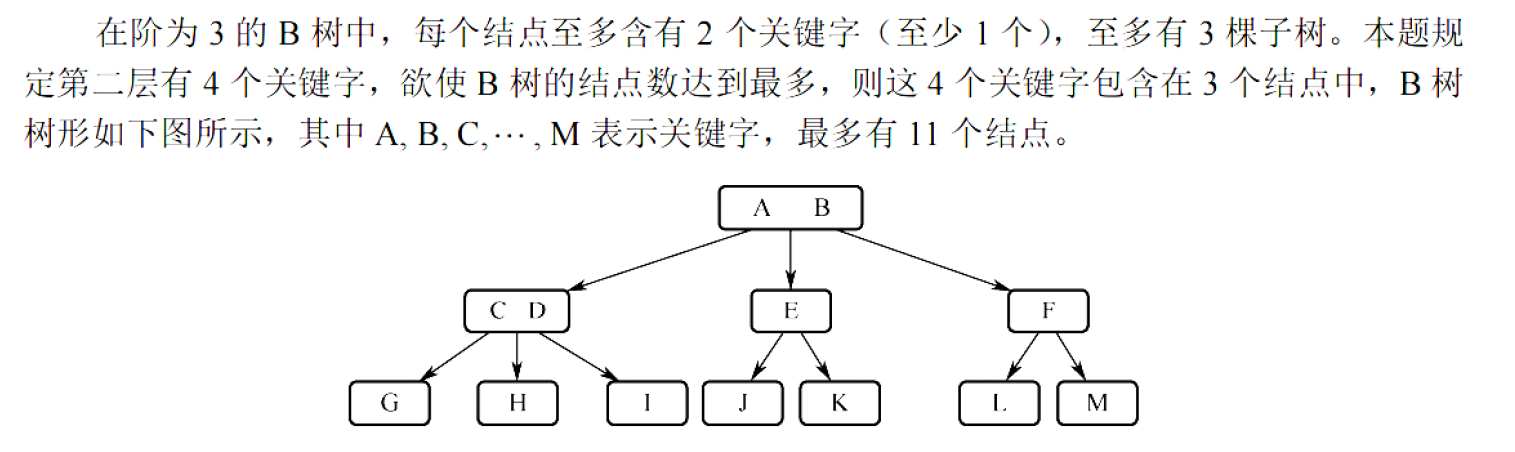 在阶为 3 的 B 树中，每个结点至多含有 2 个关键字（至少 1 个），至多有 3 棵子树。本题规
定第二层有 4 个关键字，欲使 B 树的结点数达到最多，则这 4 个关键字包含在 3 个结点中，B 树
树形如下图所示，其中 A, B, C,⋯ , M 表示关键字，最多有 11 个结点。
A B
C D E F
G H I J K L M